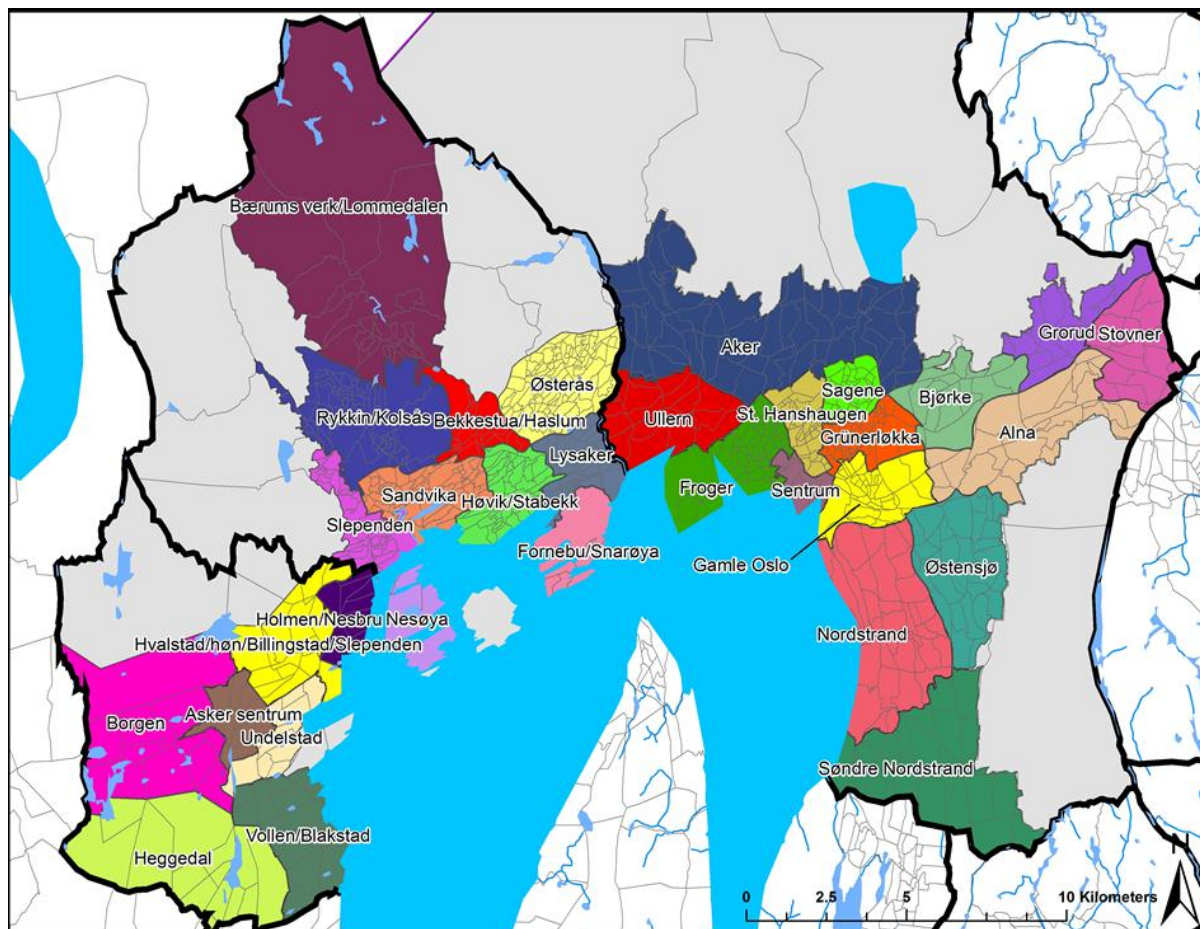 Bærums verk/Lommedalen
Grorud
Stovner
Aker
Østerås
Sagene
Bjørke
Rykkin/Kolsås
Bekkestua/Haslum
Ullern
St. Hanshaugen
Grünerløkka
Alna
Lysaker
Sandvika
Høvik/Stabekk
Froger
Sentrum
Slependen
Fornebu/Snarøya
Gamle Oslo
Østensjø
Holmen/Nesbru
Nesøya
Hvalstad/høn/Billingstad/Slependen
Nordstrand
Borgen
Asker sentrum
Undelstad
Søndre Nordstrand
Vollen/Blakstad
Heggedal
0 2.5 5 10 Kilometers